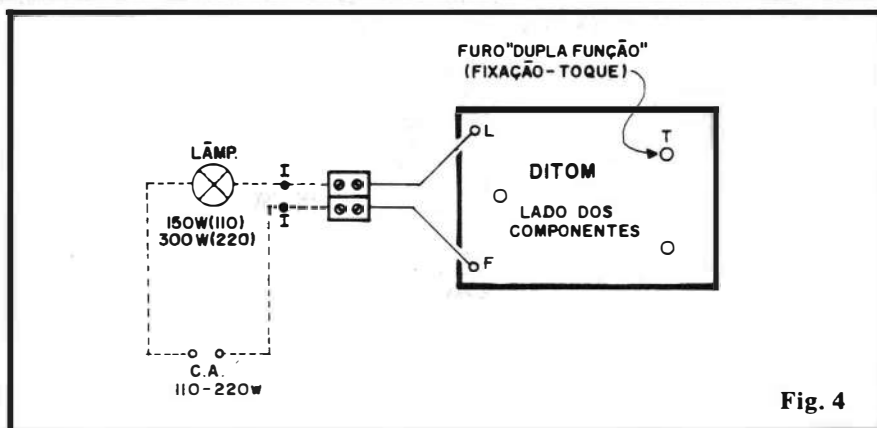 FURO "DUPLA FUNÇÃO"
(FIXAÇÃO-TOQUE)
L
T
LÂMP.
I
DITOM
150W(110)
300W(220)
I
LADO DOS
COMPONENTES
F
C.A.
110-220w
Fig. 4